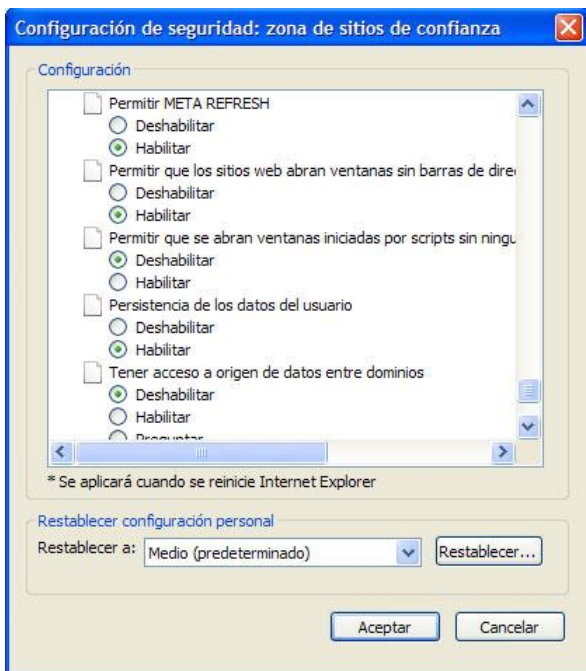 Configuración de seguridad: zona de sitios de confianza
Configuración
Permitir META REFRESH
Deshabilitar
Habilitar
Permitir que los sitios web abran ventanas sin barras de dire
Deshabilitar
Habilitar
Permitir que se abran ventanas iniciadas por scripts sin ningu
Deshabilitar
Habilitar
Persistencia de los datos del usuario
Deshabilitar
Habilitar
Tener acceso a origen de datos entre dominios
Deshabilitar
Habilitar
Preguntar
* Se aplicará cuando se reinicie Internet Explorer
Restablecer configuración personal
Restablecer a: Medio (predeterminado) Restablecer...
Aceptar Cancelar